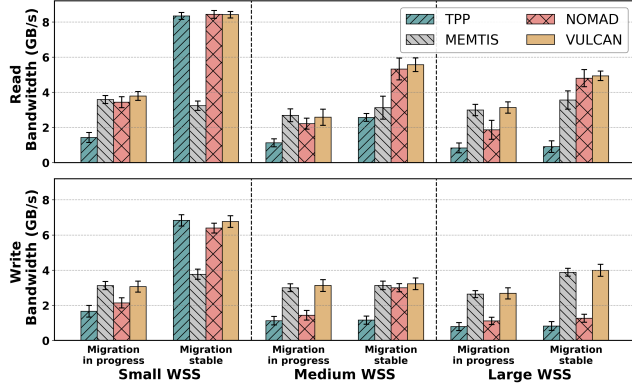 TPP
MEMTIS
NOMAD
VULCAN
Read
Bandwitdth (GB/s)
8
6
4
2
0
Write
Bandwidth (GB/s)
8
6
4
2
0
Migration in progress
Migration stable
Migration in progress
Migration stable
Migration in progress
Migration stable
Small WSS
Medium WSS
Large WSS